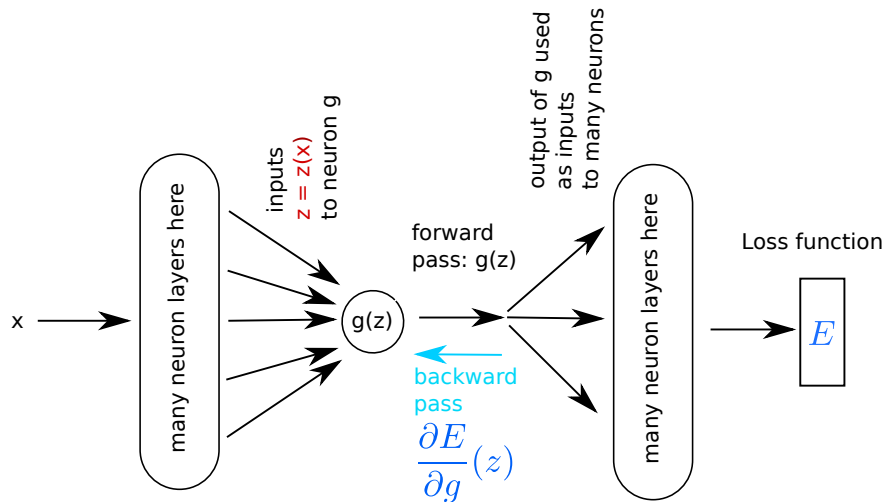 x
many neuron layers here
inputs
z = z(x)
to neuron g
g(z)
forward
pass: g(z)
backward
pass
∂E
∂g
(z)
output of g used
as inputs
to many neurons
many neuron layers here
Loss function
E